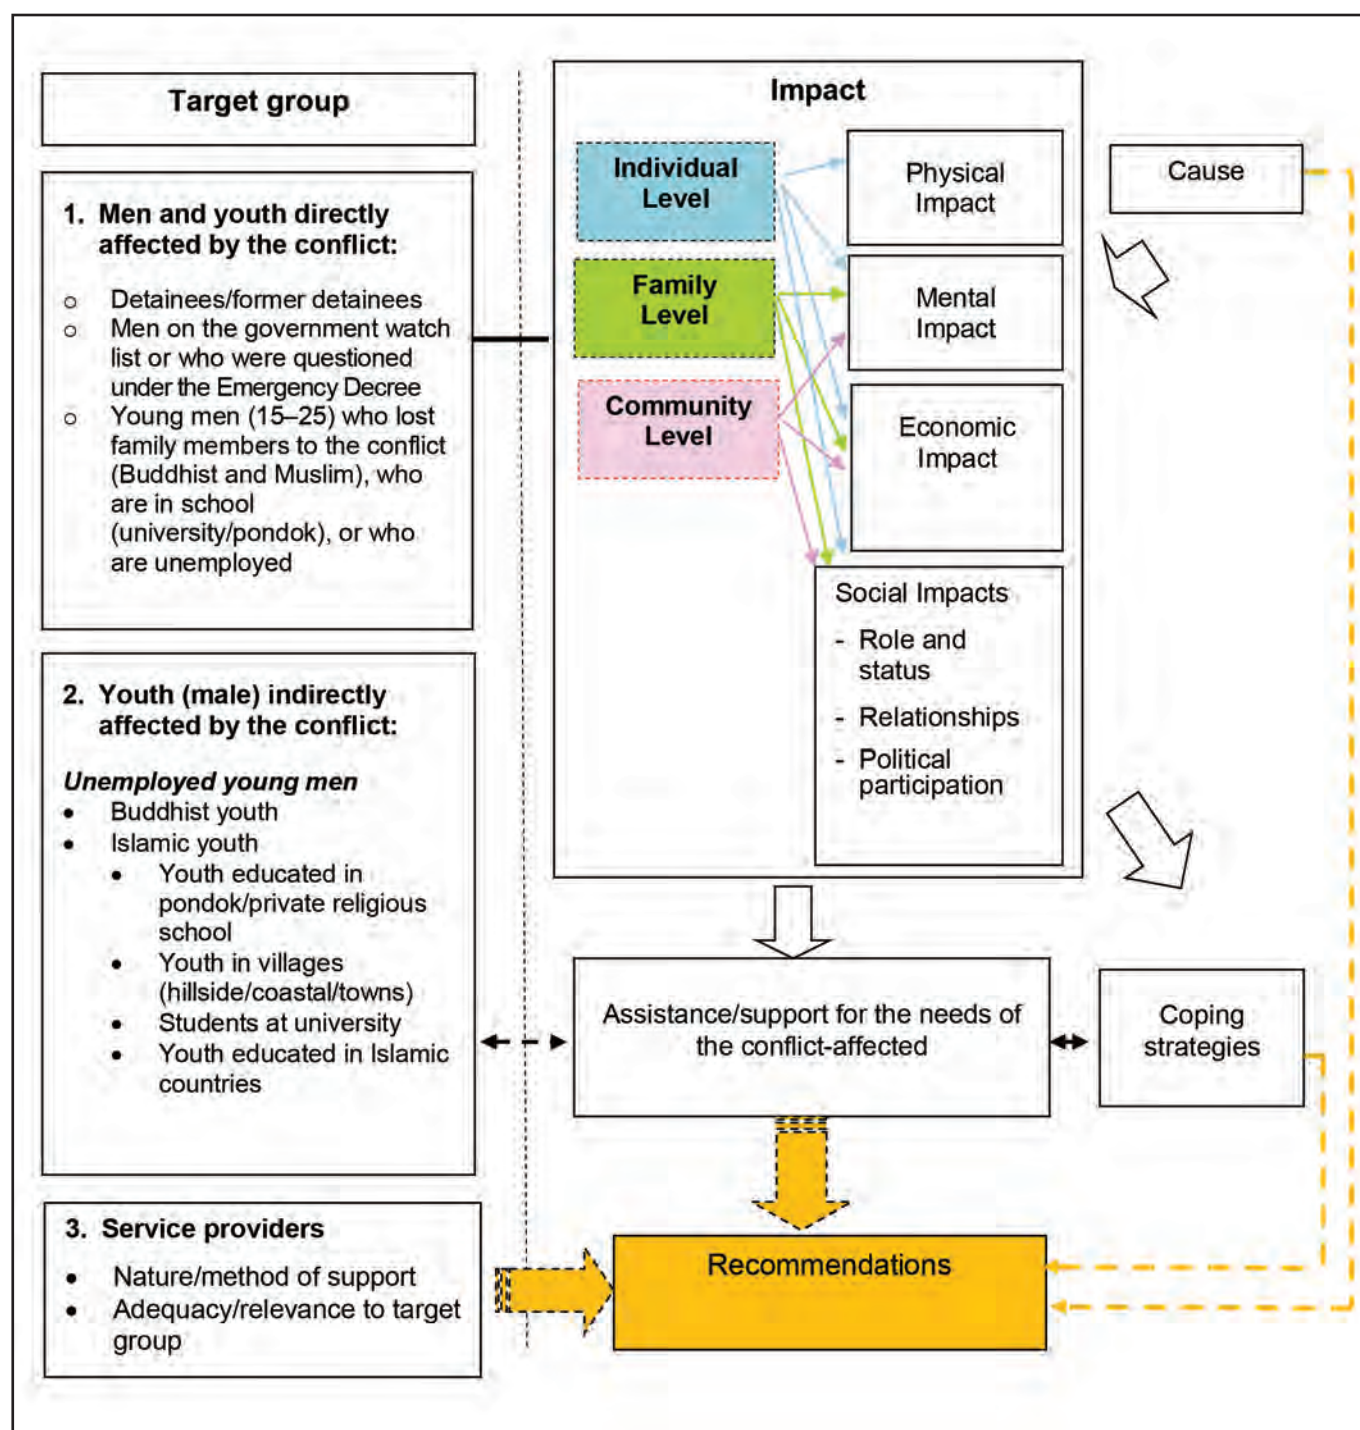 Target group
1. Men and youth directly
affected by the conflict:
o Detainees/former detainees
o Men on the government watch
list or who were questioned
under the Emergency Decree
o Young men (15–25) who lost
family members to the conflict
(Buddhist and Muslim), who
are in school
(university/pondok), or who
are unemployed
2. Youth (male) indirectly
affected by the conflict:
Unemployed young men
• Buddhist youth
• Islamic youth
• Youth educated in
pondok/private religious
school
• Youth in villages
(hillside/coastal/towns)
• Students at university
• Youth educated in Islamic
countries
3. Service providers
• Nature/method of support
• Adequacy/relevance to target
group
Impact
Individual
Level
Family
Level
Community
Level
Physical
Impact
Mental
Impact
Economic
Impact
Social Impacts
- Role and
status
- Relationships
- Political
participation
Cause
Assistance/support for the needs of
the conflict-affected
Coping
strategies
Recommendations